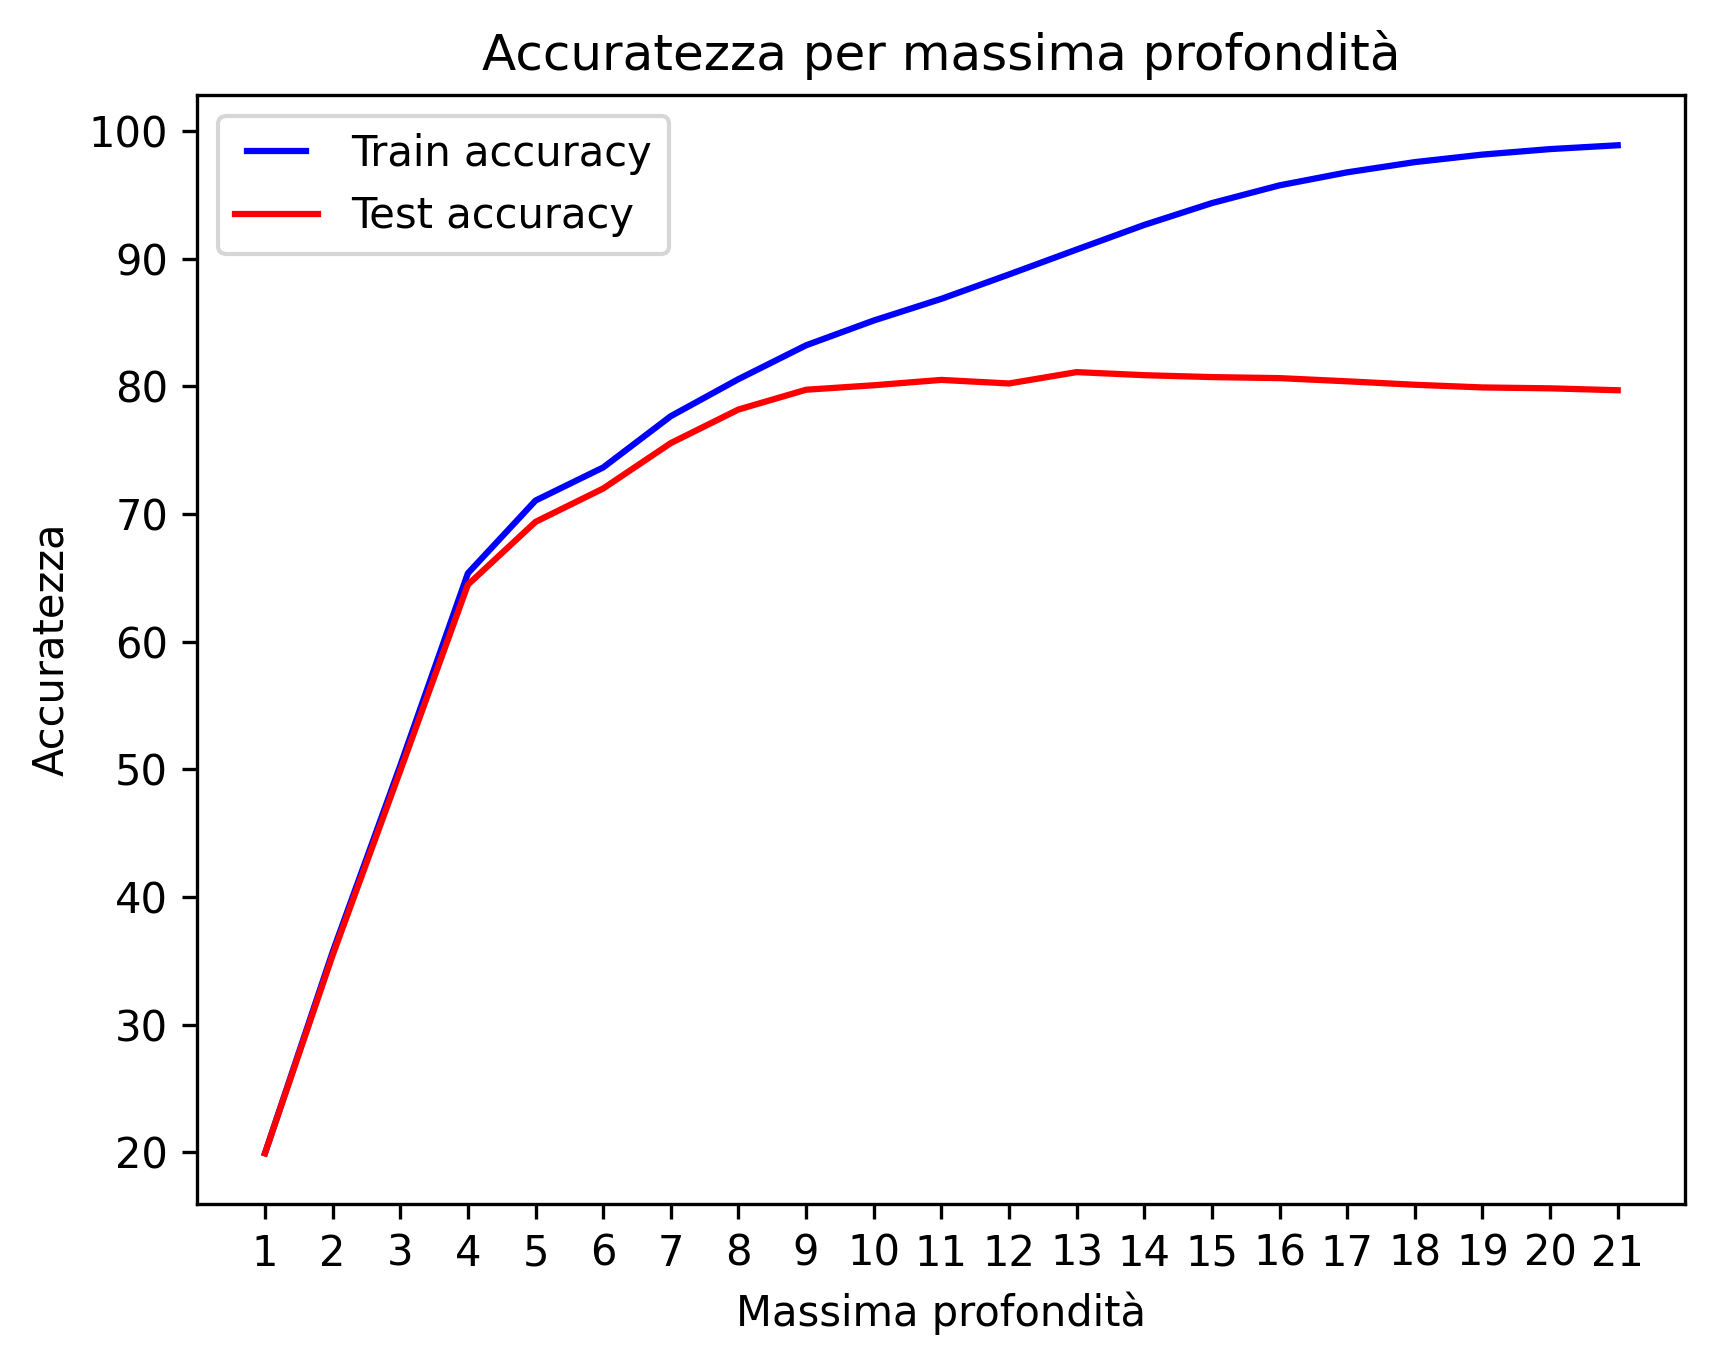 Accuratezza per massima profondità
Train accuracy
Test accuracy
100
90
80
70
60
50
40
30
20
Accuratezza
1 2 3 4 5 6 7 8 9 10 11 12 13 14 15 16 17 18 19 20 21
Massima profondità